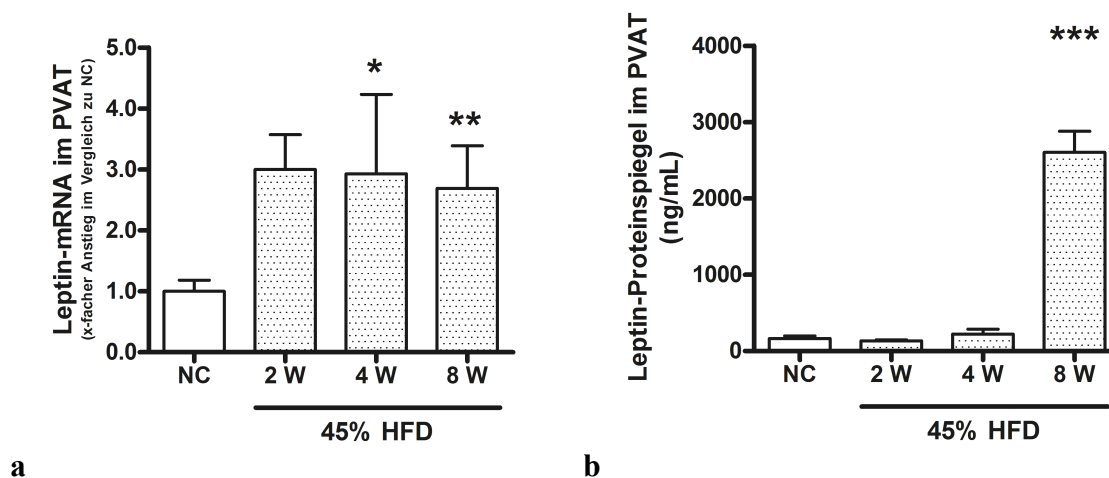 Leptin-mRNA im PVAT
(x-facher Anstieg im Vergleich zu NC)
5.0
4.0
3.0
2.0
1.0
0.0
*
**
NC
2 W
4 W
8 W
45% HFD
a
Leptin-Proteinspiegel im PVAT
(ng/mL)
4000
3000
2000
1000
0
***
NC
2 W
4 W
8 W
45% HFD
b